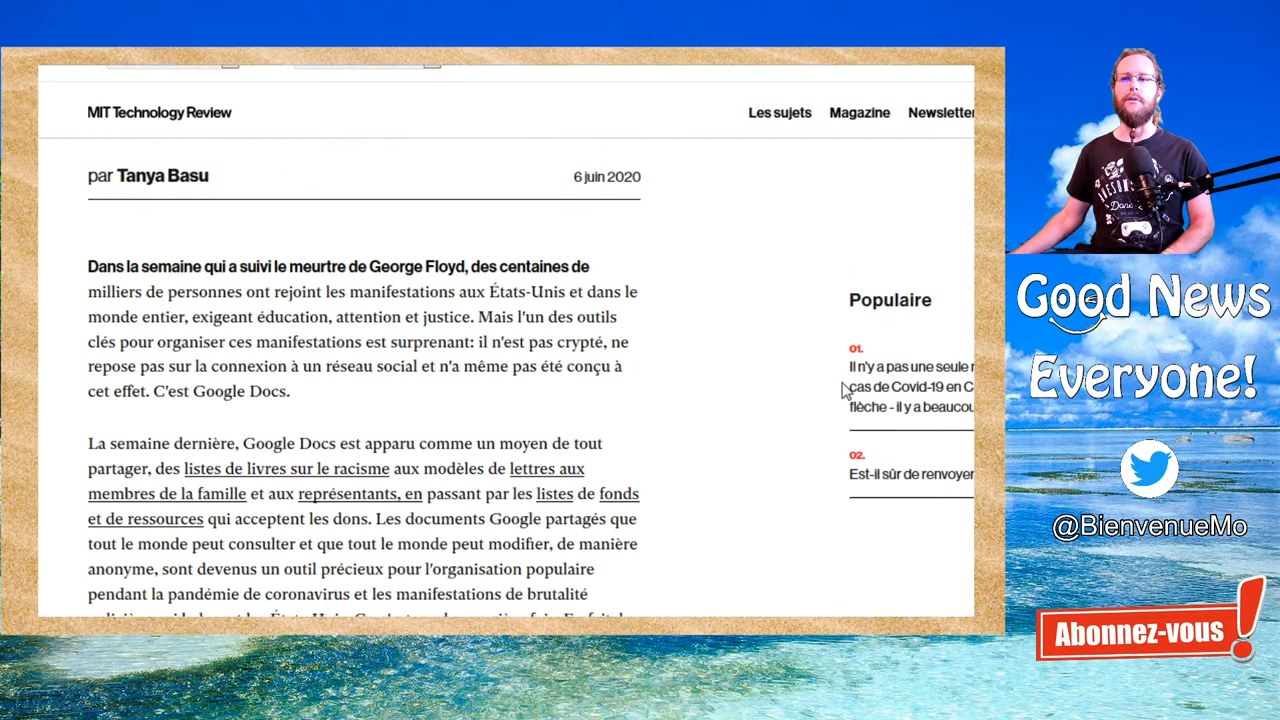 MIT Technology Review
Les sujets Magazine Newsletter
par Tanya Basu
6 juin 2020
Dans la semaine qui a suivi le meurtre de George Floyd, des centaines de
milliers de personnes ont rejoint les manifestations aux États-Unis et dans le
monde entier, exigeant éducation, attention et justice. Mais l'un des outils
clés pour organiser ces manifestations est surprenant: il n'est pas crypté, ne
repose pas sur la connexion à un réseau social et n'a même pas été conçu à
cet effet. C'est Google Docs.
La semaine dernière, Google Docs est apparu comme un moyen de tout
partager, des listes de livres sur le racisme aux modèles de lettres aux
membres de la famille et aux représentants, en passant par les listes de fonds
et de ressources qui acceptent les dons. Les documents Google partagés que
tout le monde peut consulter et que tout le monde peut modifier, de manière
anonyme, sont devenus un outil précieux pour l'organisation populaire
pendant la pandémie de coronavirus et les manifestations de brutalité
Populaire
01.
Il n'y a pas une seule
cas de Covid-19 en C
flèche - il y a beaucou
02.
Est-il sûr de renvoyer
Good News
Everyone!
@BienvenueMo
Abonnez-vous !